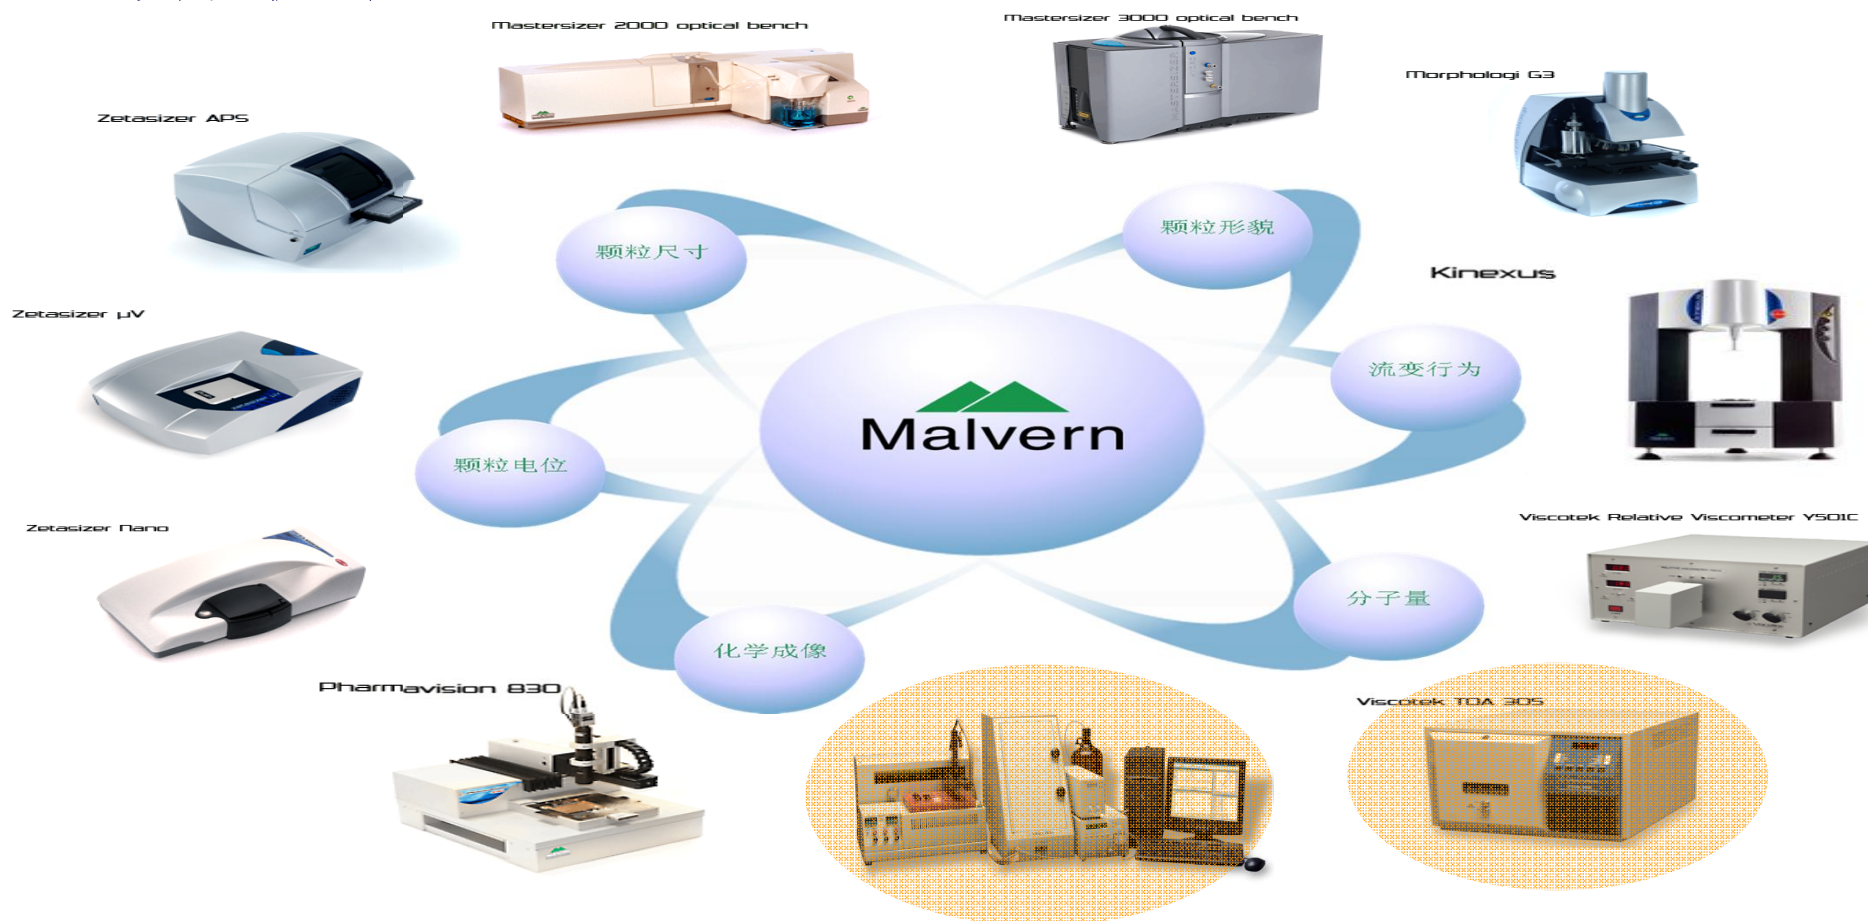 Mastersizer 2000 optical bench
Mastersizer 3000 optical bench
Morphologi G3
Zetasizer APS
颗粒尺寸
颗粒形貌
Kinexus
Zetasizer μV
流变行为
Malvern
颗粒电位
Zetasizer Nano
Viscotek Relative Viscometer Y501C
分子量
化学成像
Pharmavision 830
Viscotek TDA 305